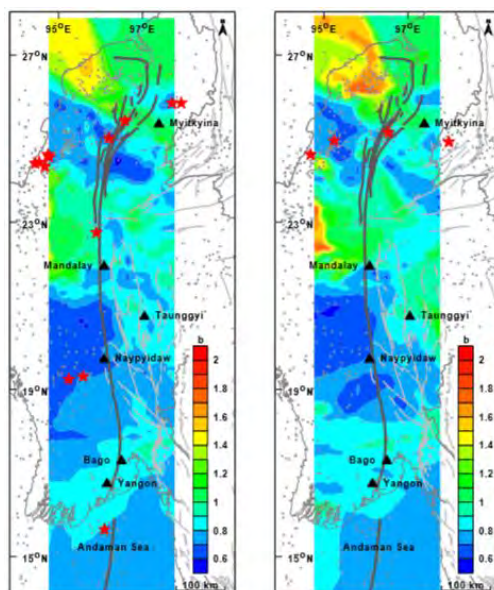 95°E 97°E
27°N
Myitkyina
23°N
Mandalay
Taunggyi
Naypyidaw
b
2
1.8
1.6
1.4
1.2
1
0.8
0.6
19°N
Bago
Yangon
15°N
Andaman Sea
100 km
95°E 97°E
27°N
Myitkyina
23°N
Mandalay
Taunggyi
Naypyidaw
b
2
1.8
1.6
1.4
1.2
1
0.8
0.6
19°N
Bago
Yangon
15°N
Andaman Sea
100 km